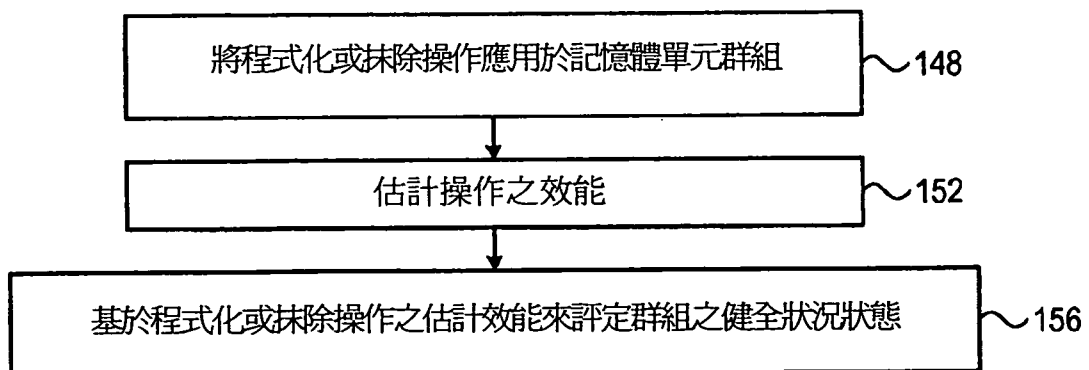 將程式化或抹除操作應用於記憶體單元群組
148
估計操作之效能
152
基於程式化或抹除操作之估計效能來評定群組之健全狀況狀態
156